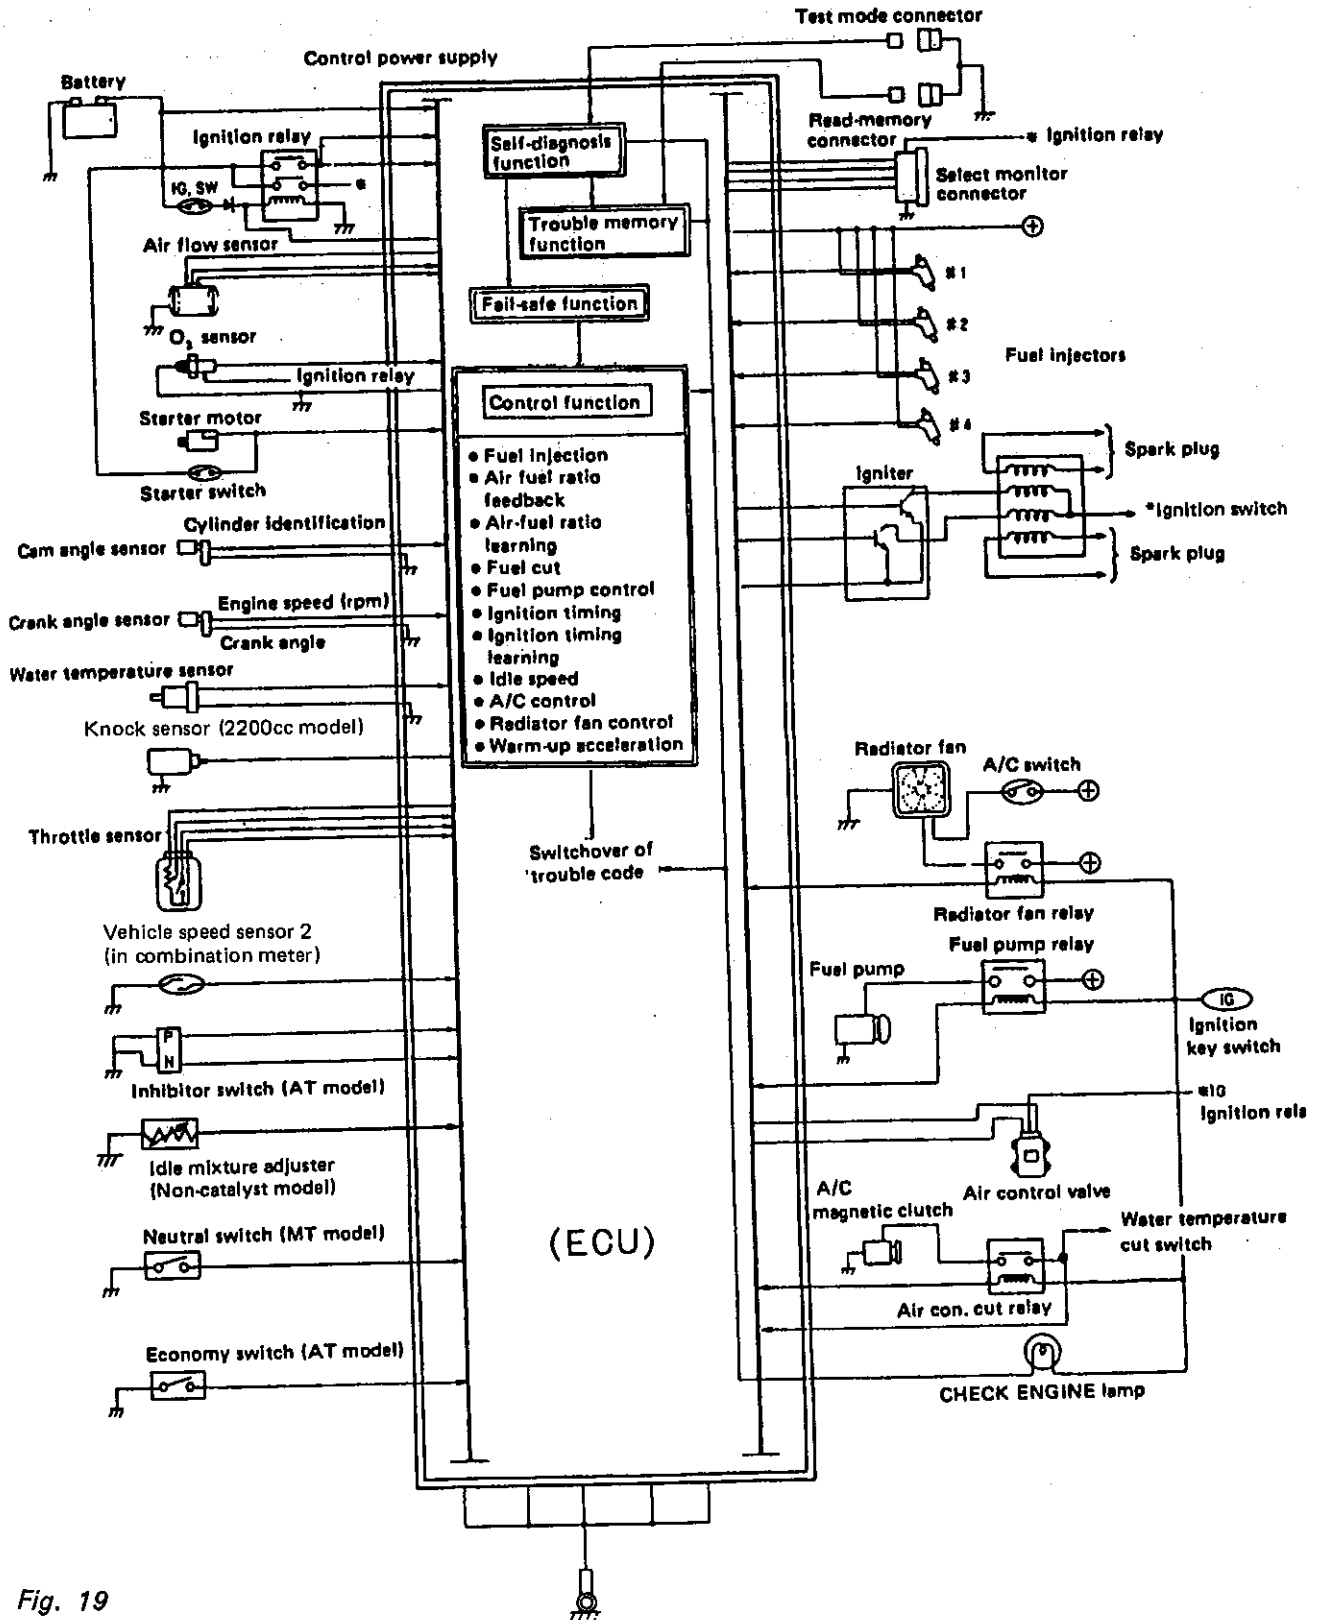 Test mode connector
Control power supply
Battery
Ignition relay
Read-memory
connector
* Ignition relay
Self-diagnosis
function
Select monitor
connector
IG, SW
*
Trouble memory
function
Air flow sensor
Fail-safe function
#1
#2
#3
#4
Fuel injectors
O₂ sensor
Ignition relay
Control function
Starter motor
Starter switch
• Fuel injection
• Air fuel ratio
feedback
• Air-fuel ratio
learning
• Fuel cut
• Fuel pump control
• Ignition timing
• Ignition timing
learning
• Idle speed
• A/C control
• Radiator fan control
• Warm-up acceleration
Igniter
Spark plug
*Ignition switch
Spark plug
Cylinder identification
Cam angle sensor
Engine speed (rpm)
Crank angle sensor
Crank angle
Water temperature sensor
Knock sensor (2200cc model)
Throttle sensor
Switchover of
'trouble code
Radiator fan
A/C switch
Radiator fan relay
Vehicle speed sensor 2
(in combination meter)
Fuel pump relay
Fuel pump
IG
Ignition
key switch
P
N
Inhibitor switch (AT model)
*IG
Ignition rela
Idle mixture adjuster
(Non-catalyst model)
Air control valve
A/C
magnetic clutch
Water temperature
cut switch
Neutral switch (MT model)
(ECU)
Air con. cut relay
Economy switch (AT model)
CHECK ENGINE lamp
Fig. 19